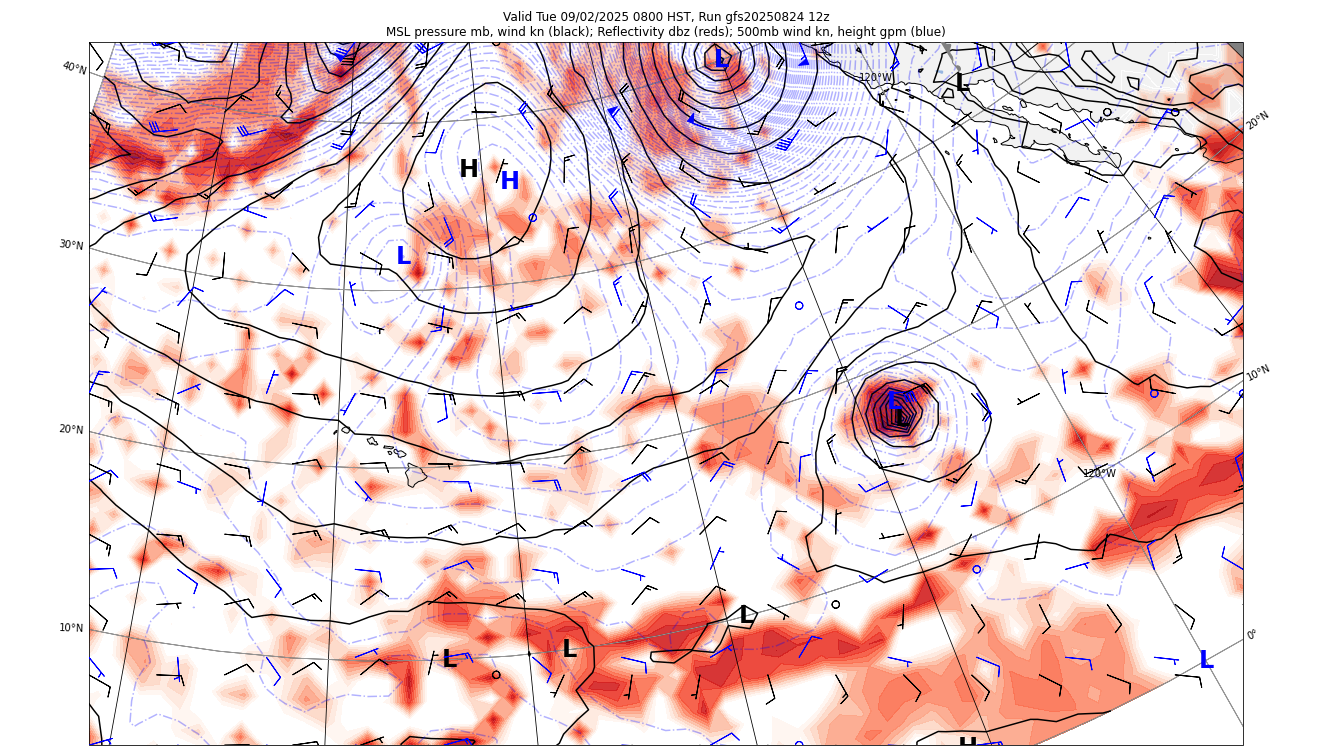 Valid Tue 09/02/2025 0800 HST, Run gfs20250824 12z
MSL pressure mb, wind kn (black); Reflectivity dbz (reds); 500mb wind kn, height gpm (blue)
40°N
L
120°W
L
20°N
H
H
30°N
L
10°N
L
L
20°N
120°W
10°N
L
0°
L
L
L
H